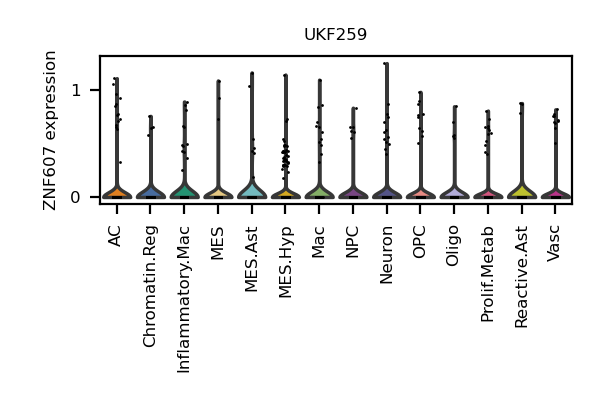 UKF259
ZNF607 expression
1
0
AC
Chromatin.Reg
Inflammatory.Mac
MES
MES.Ast
MES.Hyp
Mac
NPC
Neuron
OPC
Oligo
Prolif.Metab
Reactive.Ast
Vasc